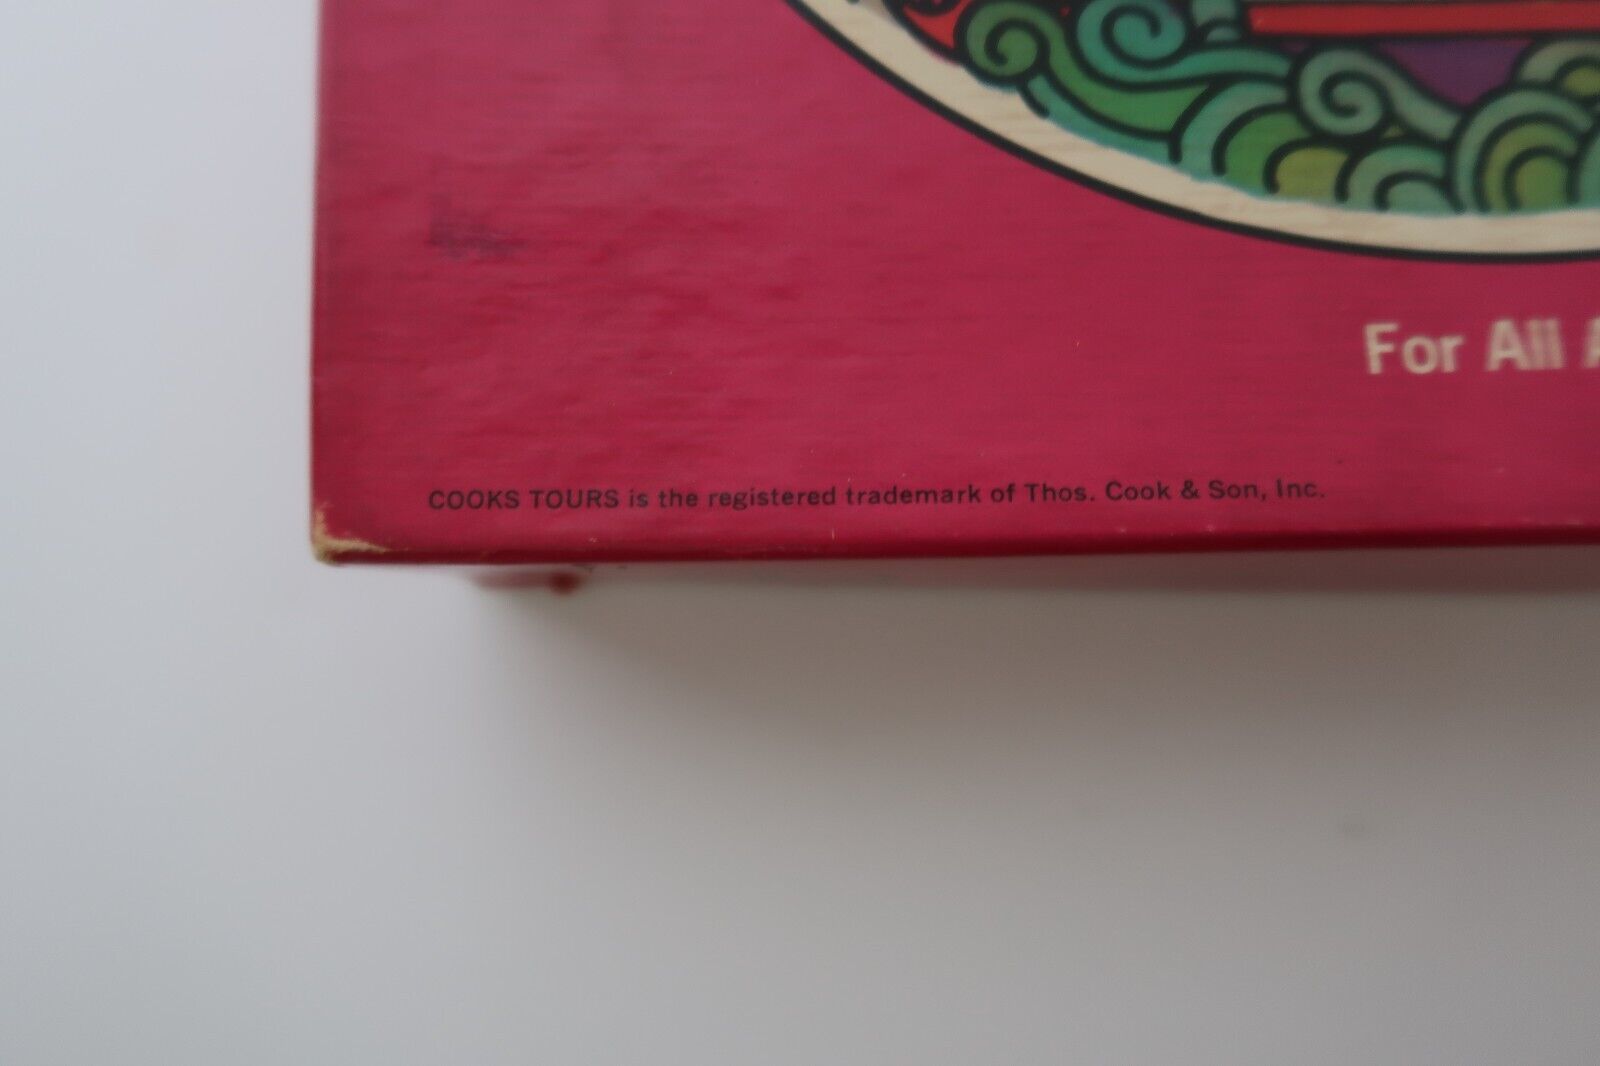 For All
COOKS TOURS is the registered trademark of Thos. Cook & Son, Inc.